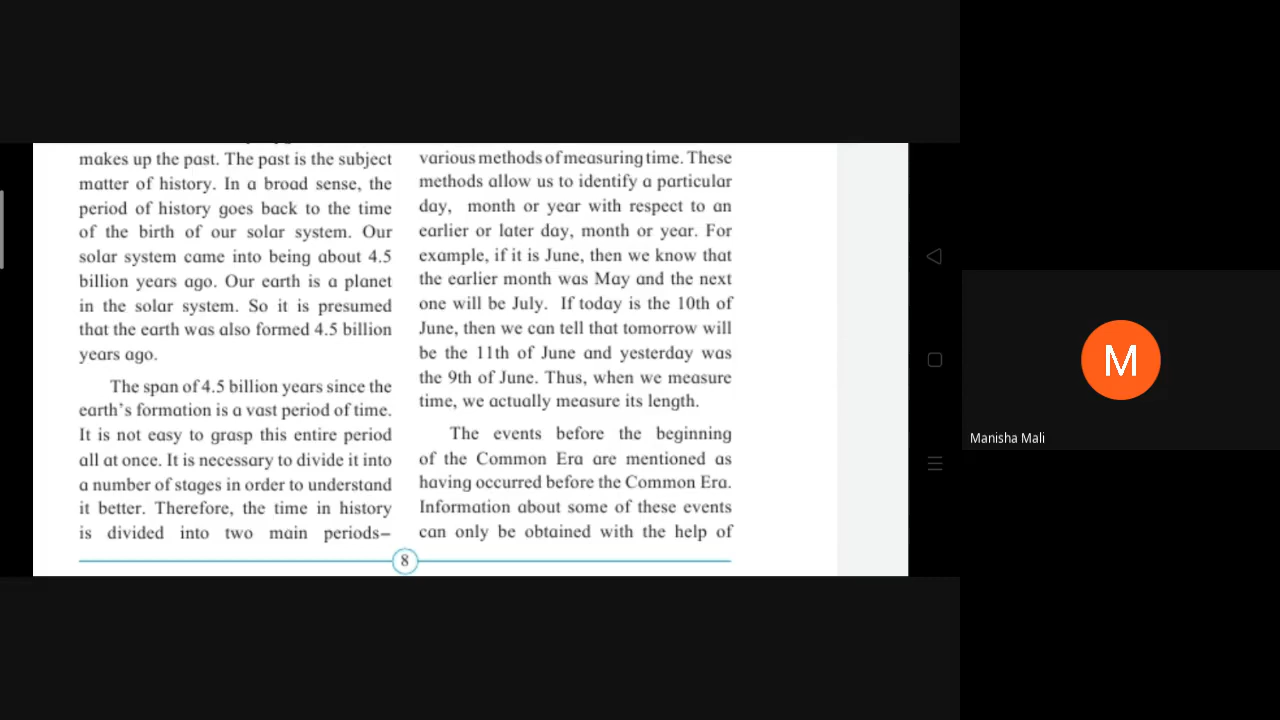 makes up the past. The past is the subject
matter of history. In a broad sense, the
period of history goes back to the time
of the birth of our solar system. Our
solar system came into being about 4.5
billion years ago. Our earth is a planet
in the solar system. So it is presumed
that the earth was also formed 4.5 billion
years ago.
The span of 4.5 billion years since the
earth's formation is a vast period of time.
It is not easy to grasp this entire period
all at once. It is necessary to divide it into
a number of stages in order to understand
it better. Therefore, the time in history
is divided into two main periods–
various methods of measuring time. These
methods allow us to identify a particular
day, month or year with respect to an
earlier or later day, month or year. For
example, if it is June, then we know that
the earlier month was May and the next
one will be July. If today is the 10th of
June, then we can tell that tomorrow will
be the 11th of June and yesterday was
the 9th of June. Thus, when we measure
time, we actually measure its length.
The events before the beginning
of the Common Era are mentioned as
having occurred before the Common Era.
Information about some of these events
can only be obtained with the help of
8
M
Manisha Mali